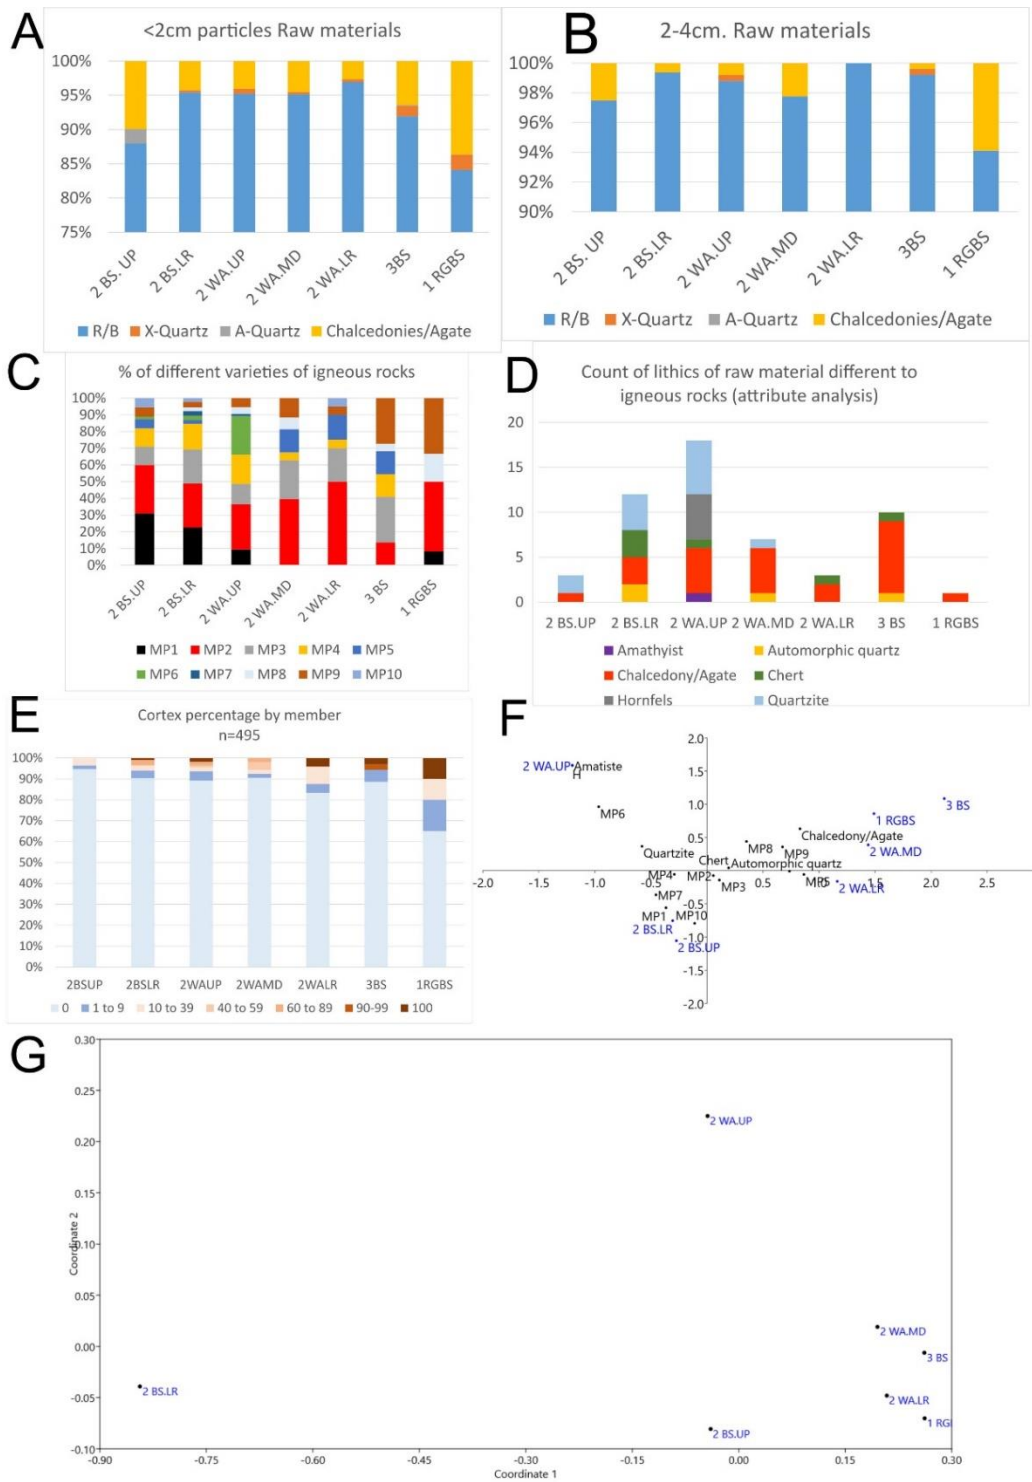 A
<2cm particles Raw materials
100%
95%
90%
85%
80%
75%
2 BS. UP
2 BS.LR
2 WA.UP
2 WA.MD
2 WA.LR
3BS
1 RGBS
R/B X-Quartz A-Quartz Chalcedonies/Agate
B
2-4cm. Raw materials
100%
98%
96%
94%
92%
90%
2 BS. UP
2 BS.LR
2 WA.UP
2 WA.MD
2 WA.LR
3BS
1 RGBS
R/B X-Quartz A-Quartz Chalcedonies/Agate
C
% of different varieties of igneous rocks
100%
90%
80%
70%
60%
50%
40%
30%
20%
10%
0%
2 BS.UP
2 BS.LR
2 WA.UP
2 WA.MD
2 WA.LR
3 BS
1 RGBS
MP1 MP2 MP3 MP4 MP5
MP6 MP7 MP8 MP9 MP10
D
Count of lithics of raw material different to
igneous rocks (attribute analysis)
20
15
10
5
0
2 BS.UP 2 BS.LR 2 WA.UP 2 WA.MD 2 WA.LR 3 BS 1 RGBS
Amathyist Automorphic quartz
Chalcedony/Agate Chert
Hornfels Quartzite
E
Cortex percentage by member
n=495
100%
90%
80%
70%
60%
50%
40%
30%
20%
10%
0%
2BSUP 2BSLR 2WAUP 2WAMD 2WALR 3BS 1RGBS
0 1 to 9 10 to 39 40 to 59 60 to 89 90-99 100
F
2.0
1.5
1.0
0.5
-0.5
-1.0
-1.5
-2.0
-2.0 -1.5 -1.0 -0.5 0.5 1.0 1.5 2.0 2.5
2 WA.UP
Amatiste
H
MP6
3 BS
1 RGBS
Chalcedony/Agate
2 WA.MD
MP8
MP9
Quartzite
Chert
Automorphic quartz
MP4
MP2
MP3
MP5
2 WA.LR
MP7
MP1
MP10
2 BS.LR
2 BS.UP
G
0.30
0.25
0.20
0.15
0.10
0.05
0.00
-0.05
-0.10
Coordinate 2
2 WA.UP
2 WA.MD
3 BS
2 BS.LR
2 WA.LR
1 RGI
2 BS.UP
-0.90 -0.75 -0.60 -0.45 -0.30 -0.15 0.00 0.15 0.30
Coordinate 1